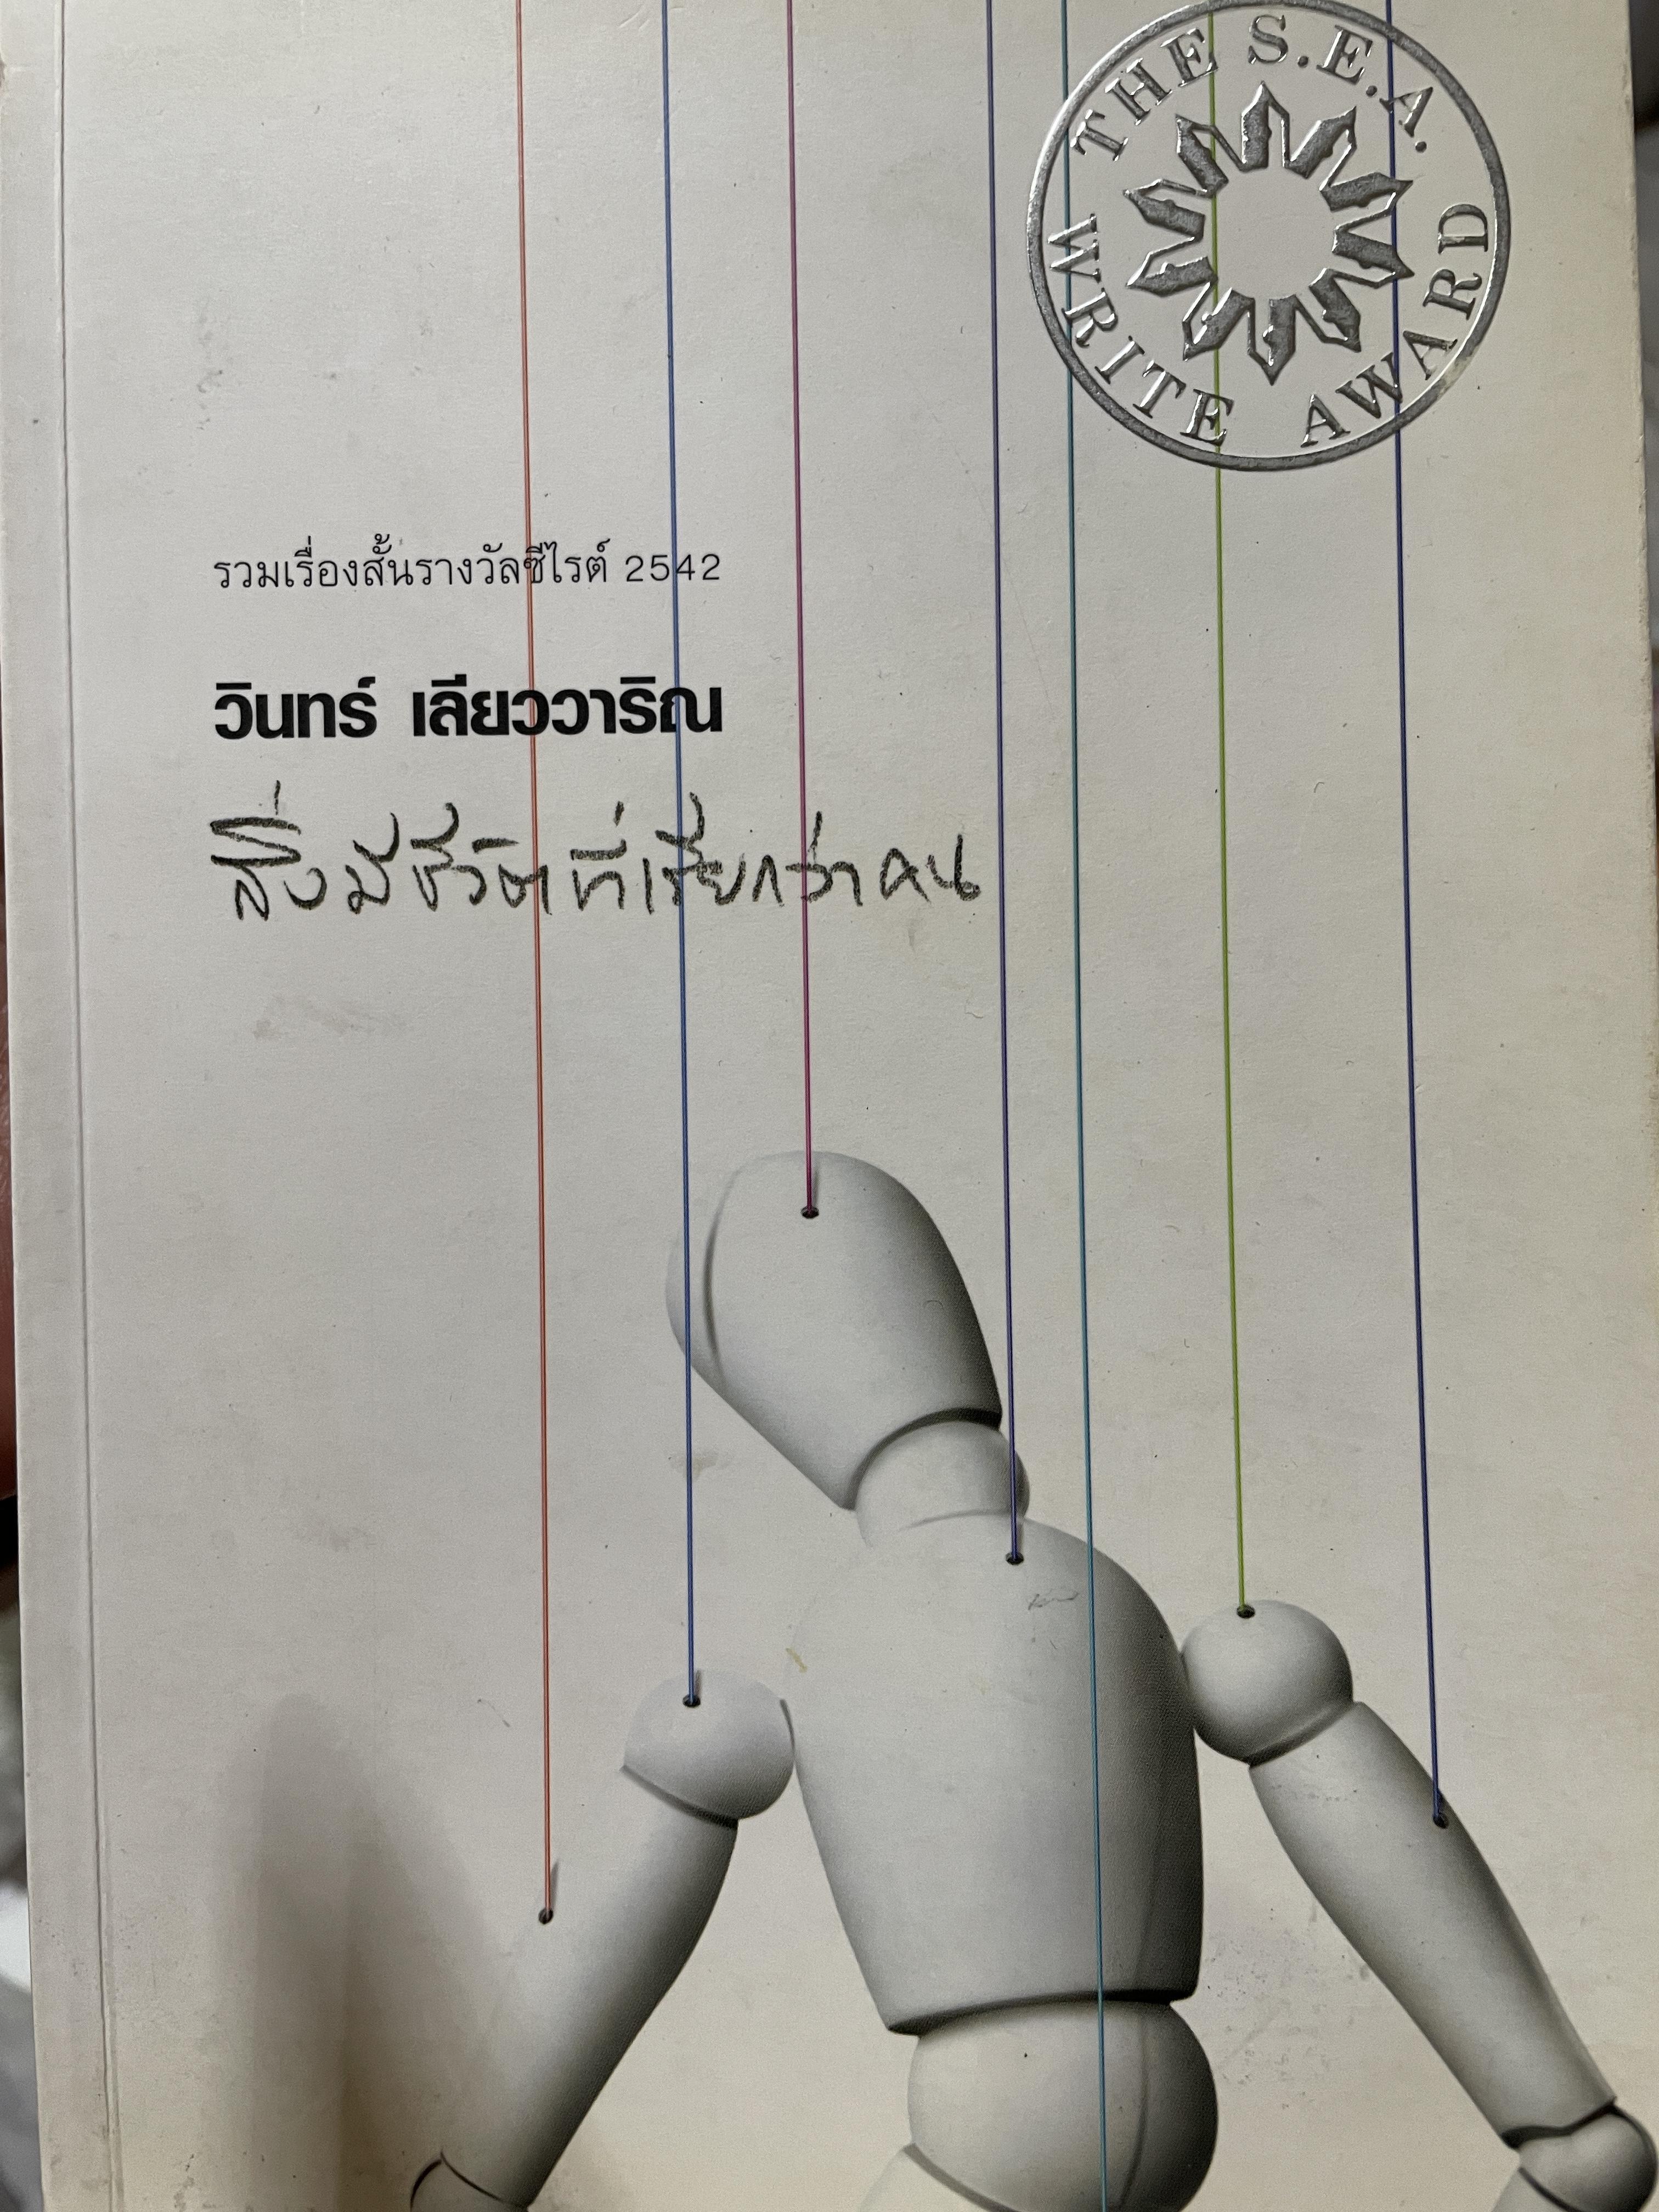 THE S.E.A. WRITE AWARD
รวมเรื่องสั้นรางวัลซีไรต์ 2542
วินทร์ เลียววาริณ
สิ่งมีชีวิตที่เรียกว่าคน